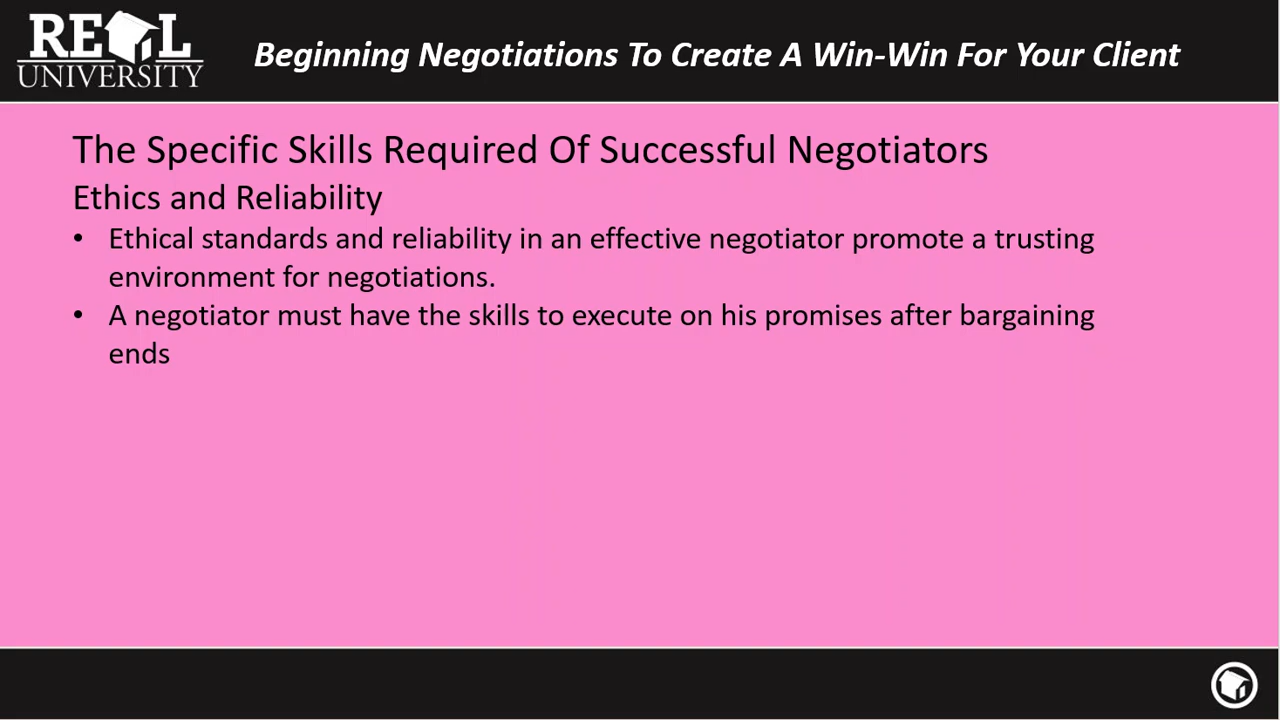 REAL
UNIVERSITY
Beginning Negotiations To Create A Win-Win For Your Client
The Specific Skills Required Of Successful Negotiators
Ethics and Reliability
• Ethical standards and reliability in an effective negotiator promote a trusting
environment for negotiations.
• A negotiator must have the skills to execute on his promises after bargaining
ends